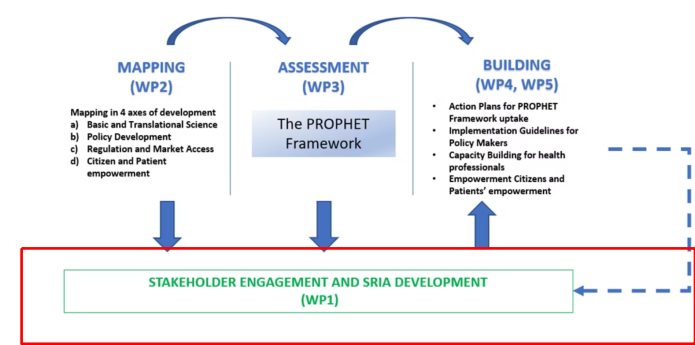 MAPPING
(WP2)
Mapping in 4 axes of development
a) Basic and Translational Science
b) Policy Development
c) Regulation and Market Access
d) Citizen and Patient
empowerment
ASSESSMENT
(WP3)
The PROPHET
Framework
BUILDING
(WP4, WP5)
• Action Plans for PROPHET
Framework uptake
• Implementation Guidelines for
Policy Makers
• Capacity Building for health
professionals
• Empowerment Citizens and
Patients' empowerment
STAKEHOLDER ENGAGEMENT AND SRIA DEVELOPMENT
(WP1)